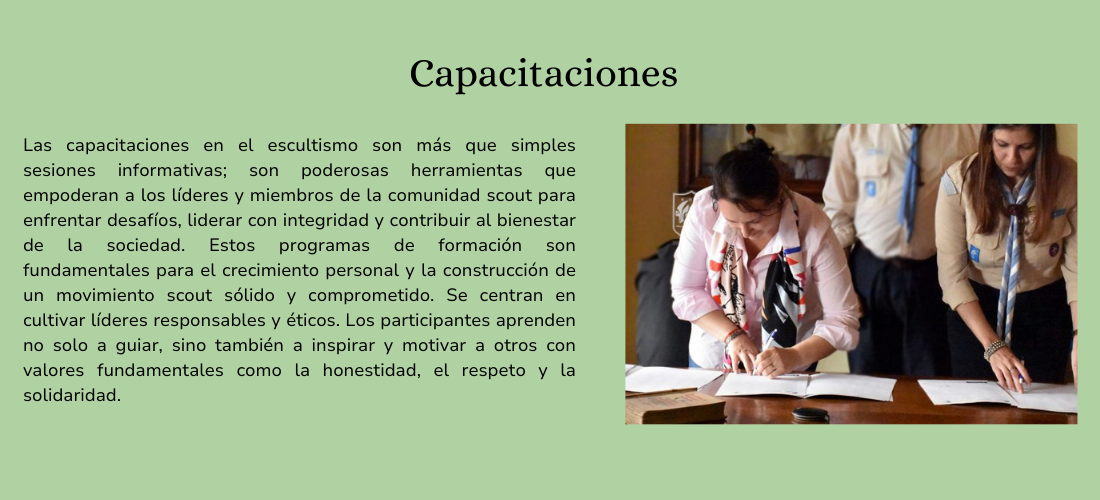 Capacitaciones
Las capacitaciones en el escultismo son más que simples
sesiones informativas; son poderosas herramientas que
empoderan a los líderes y miembros de la comunidad scout para
enfrentar desafíos, liderar con integridad y contribuir al bienestar
de la sociedad. Estos programas de formación son
fundamentales para el crecimiento personal y la construcción de
un movimiento scout sólido y comprometido. Se centran en
cultivar líderes responsables y éticos. Los participantes aprenden
no solo a guiar, sino también a inspirar y motivar a otros con
valores fundamentales como la honestidad, el respeto y la
solidaridad.